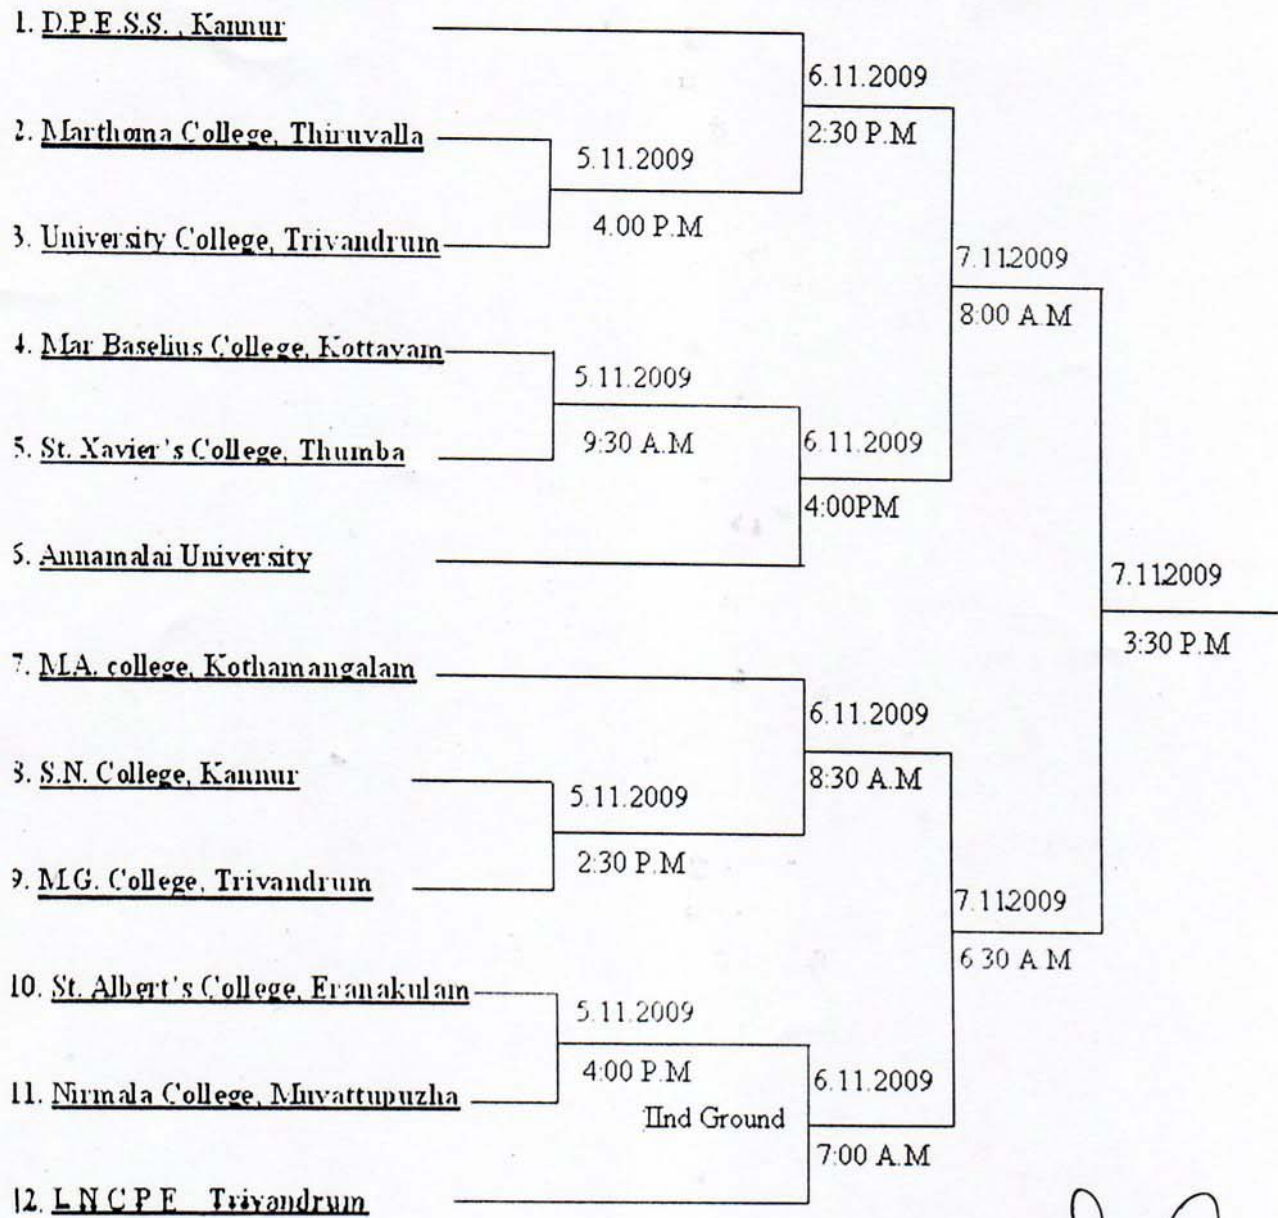 1. D.P.E.S.S. , Kannur
6.11.2009
2:30 P.M
2. Marthoma College, Thiruvalla
5.11.2009
4.00 P.M
3. University College, Trivandrum
7.11.2009
8:00 A M
4. Mar Baselius College, Kottayam
5.11.2009
9:30 A.M
5. St. Xavier's College, Thumba
6.11.2009
4:00PM
5. Annamalai University
7.11.2009
3:30 P.M
7. M.A. college, Kothamangalam
6.11.2009
8:30 A.M
8. S.N. College, Kannur
5.11.2009
2:30 P.M
9. M.G. College, Trivandrum
7.11.2009
6 30 A M
10. St. Albert's College, Eranakulam
5.11.2009
4:00 P.M
IInd Ground
11. Nirmala College, Muvattupuzha
6.11.2009
7:00 A.M
12. L N C P E Trivandrum